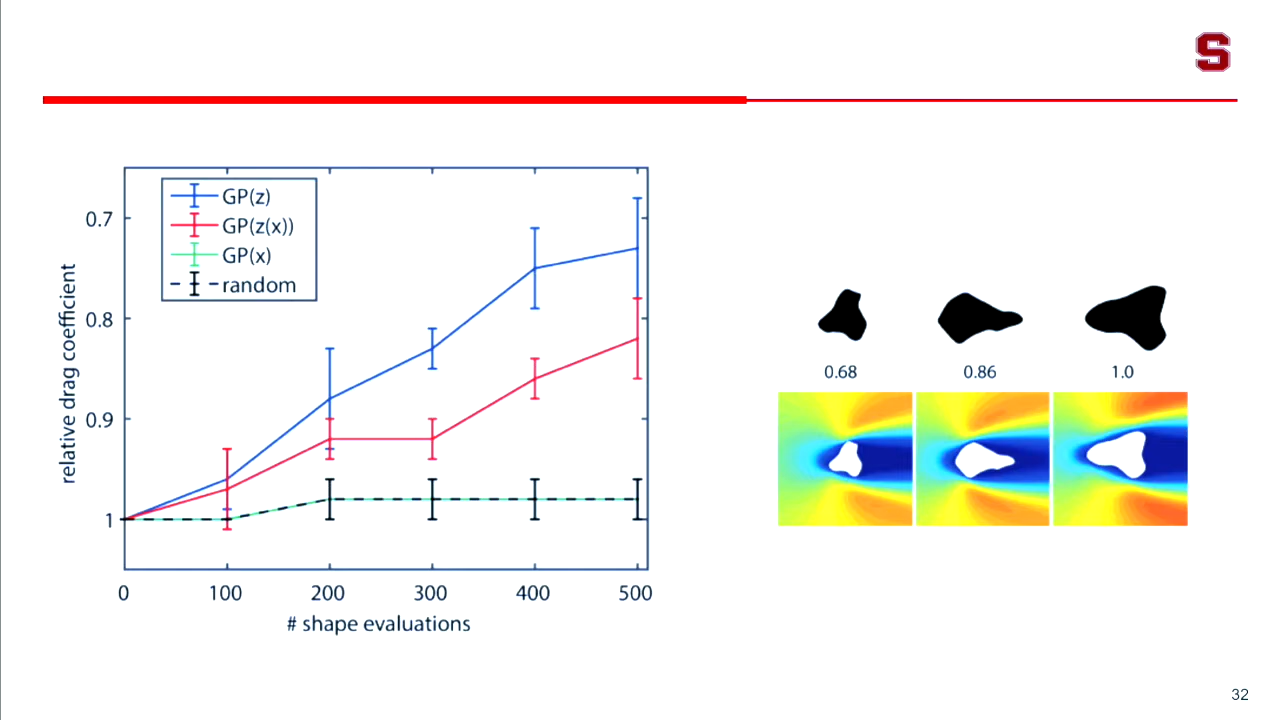 S
GP(z)
GP(z(x))
GP(x)
random
0.7
0.8
0.9
1
relative drag coefficient
0 100 200 300 400 500
# shape evaluations
0.68 0.86 1.0
32